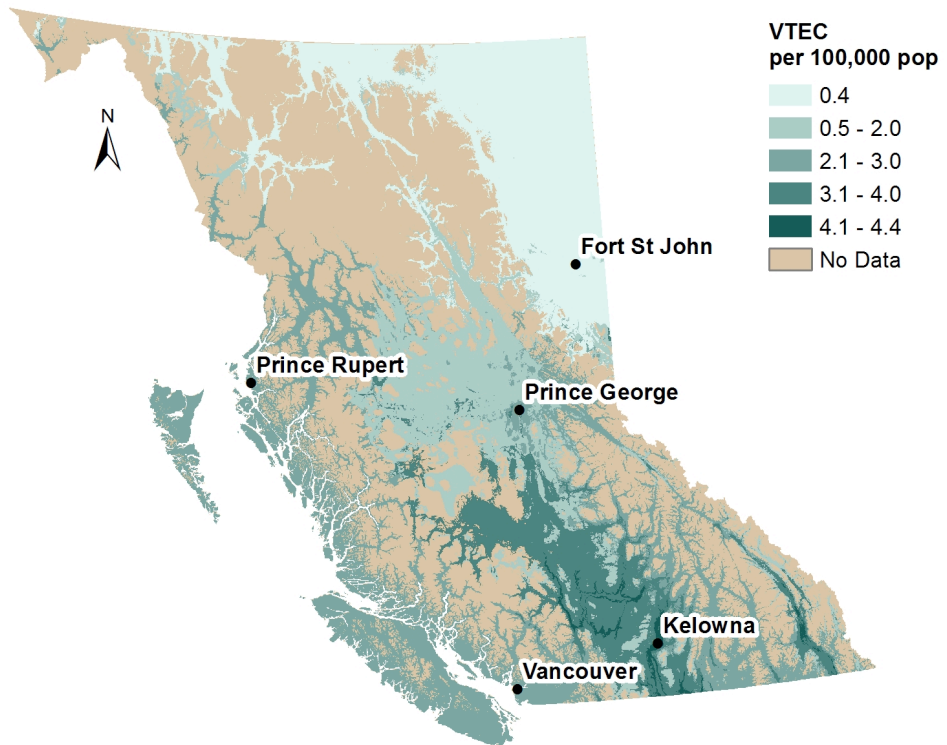 VTEC
per 100,000 pop
0.4
0.5 - 2.0
2.1 - 3.0
3.1 - 4.0
4.1 - 4.4
No Data
N
Fort St John
Prince Rupert
Prince George
Kelowna
Vancouver